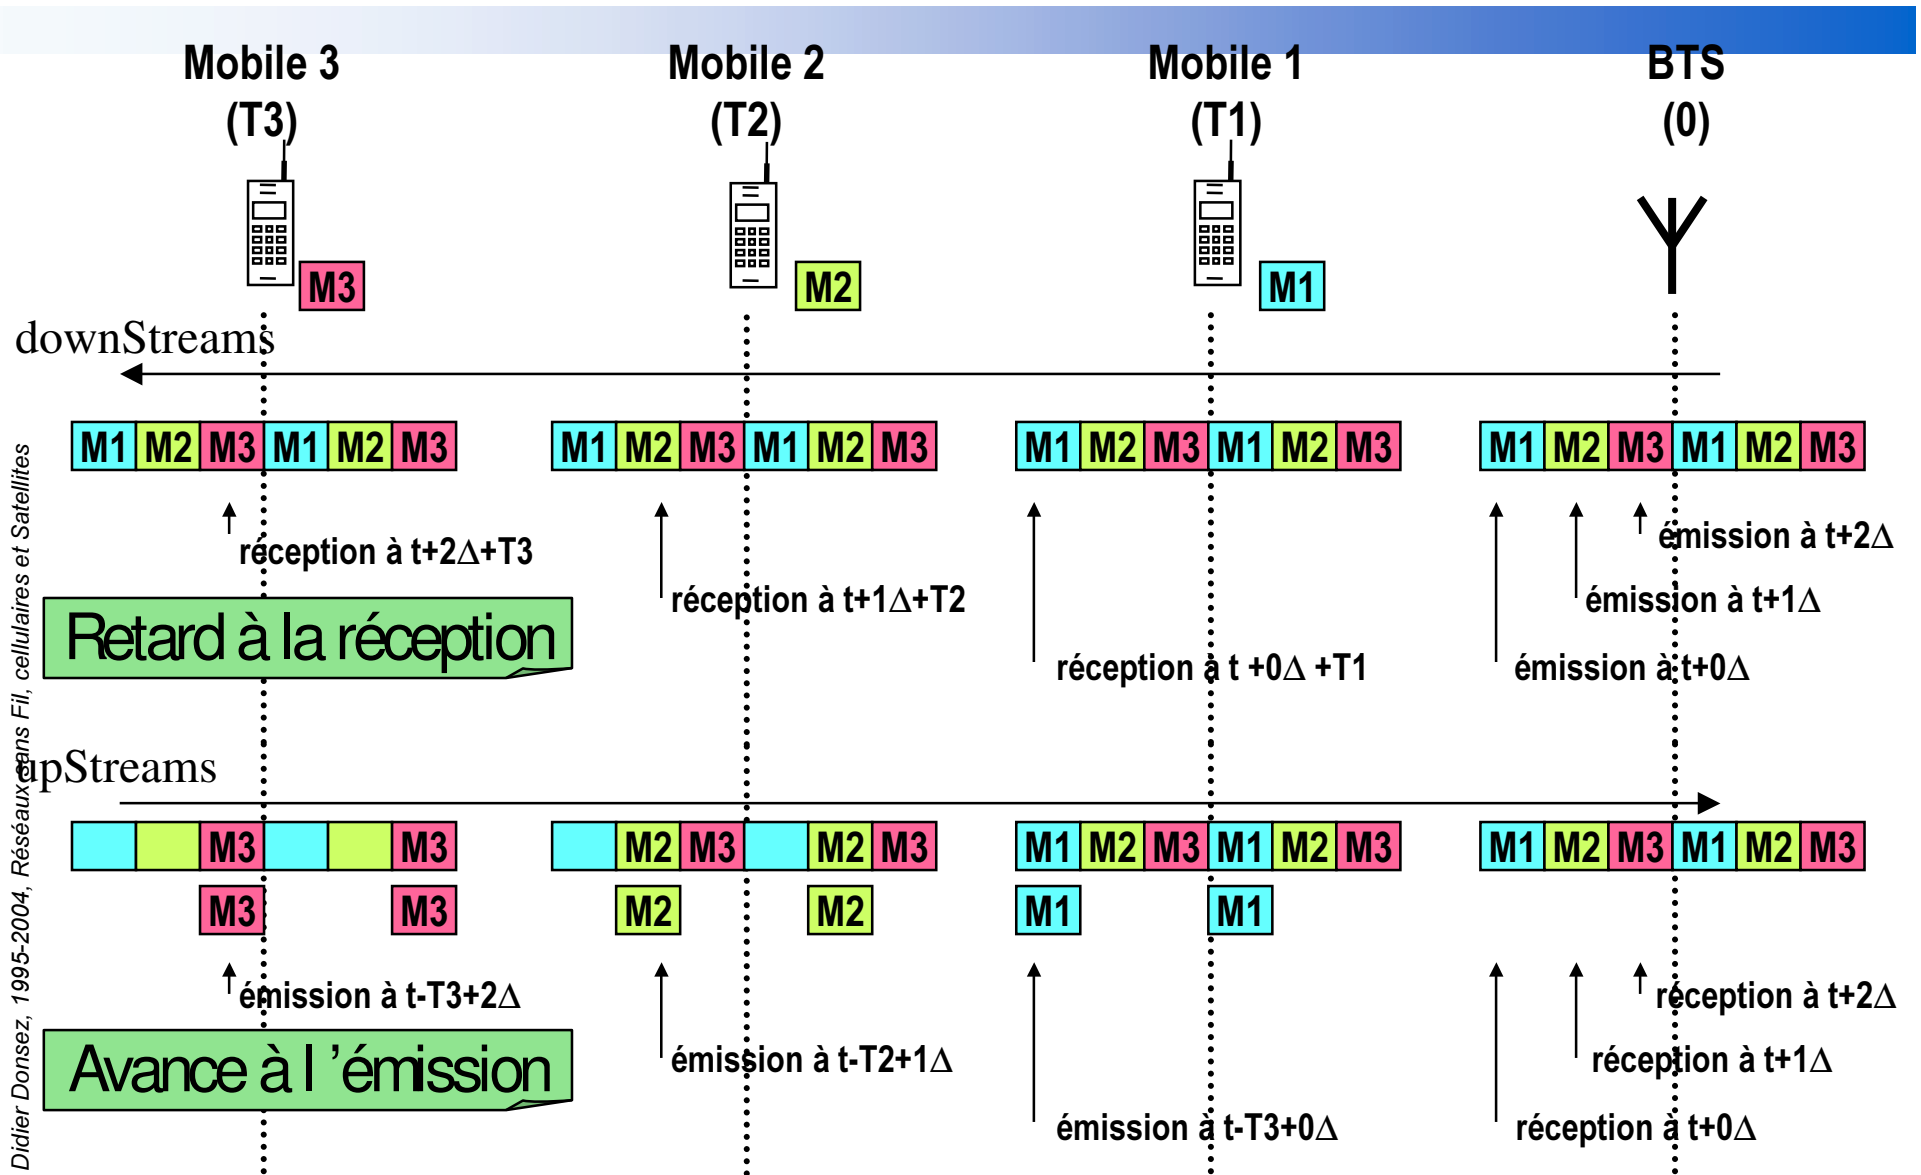 Mobile 3 Mobile 2 Mobile 1 BTS
(T3) (T2) (T1) (0)
M3 M2 M1
downStreams
M1 M2 M3 M1 M2 M3 M1 M2 M3 M1 M2 M3 M1 M2 M3 M1 M2 M3 M1 M2 M3 M1 M2 M3
réception à t+2Δ+T3 émission à t+2Δ
réception à t+1Δ+T2 émission à t+1Δ
Retard à la réception
réception à t +0Δ +T1 émission à t+0Δ
upStreams
M3 M3 M2 M3 M2 M3 M1 M2 M3 M1 M2 M3 M1 M2 M3 M1 M2 M3
M3 M3 M2 M2 M1 M1
émission à t-T3+2Δ réception à t+2Δ
émission à t-T2+1Δ réception à t+1Δ
Avance à l 'émission
émission à t-T3+0Δ réception à t+0Δ
Didier Donsez, 1995-2004, Réséaux sans Fil, cellulaires et Satellites